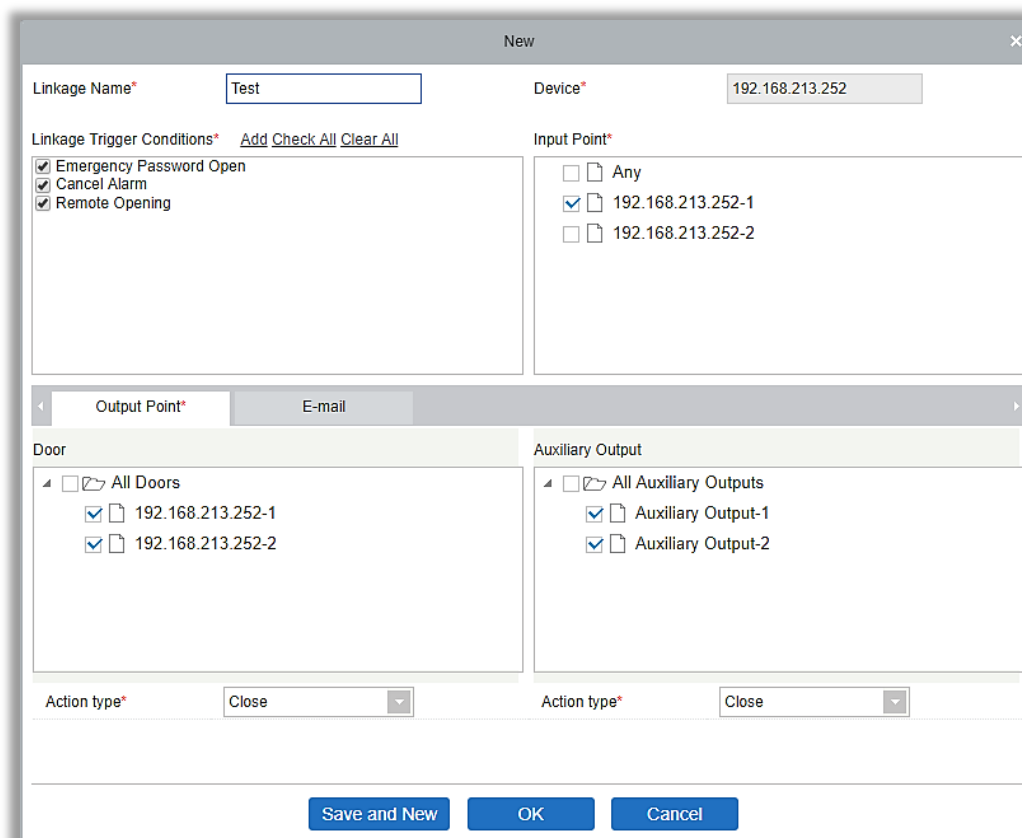 New
Linkage Name* Test Device* 192.168.213.252
Linkage Trigger Conditions* Add Check All Clear All Input Point*
Emergency Password Open
Cancel Alarm
Remote Opening
Any
192.168.213.252-1
192.168.213.252-2
Output Point* E-mail
Door
All Doors
192.168.213.252-1
192.168.213.252-2
Auxiliary Output
All Auxiliary Outputs
Auxiliary Output-1
Auxiliary Output-2
Action type* Close Action type* Close
Save and New OK Cancel